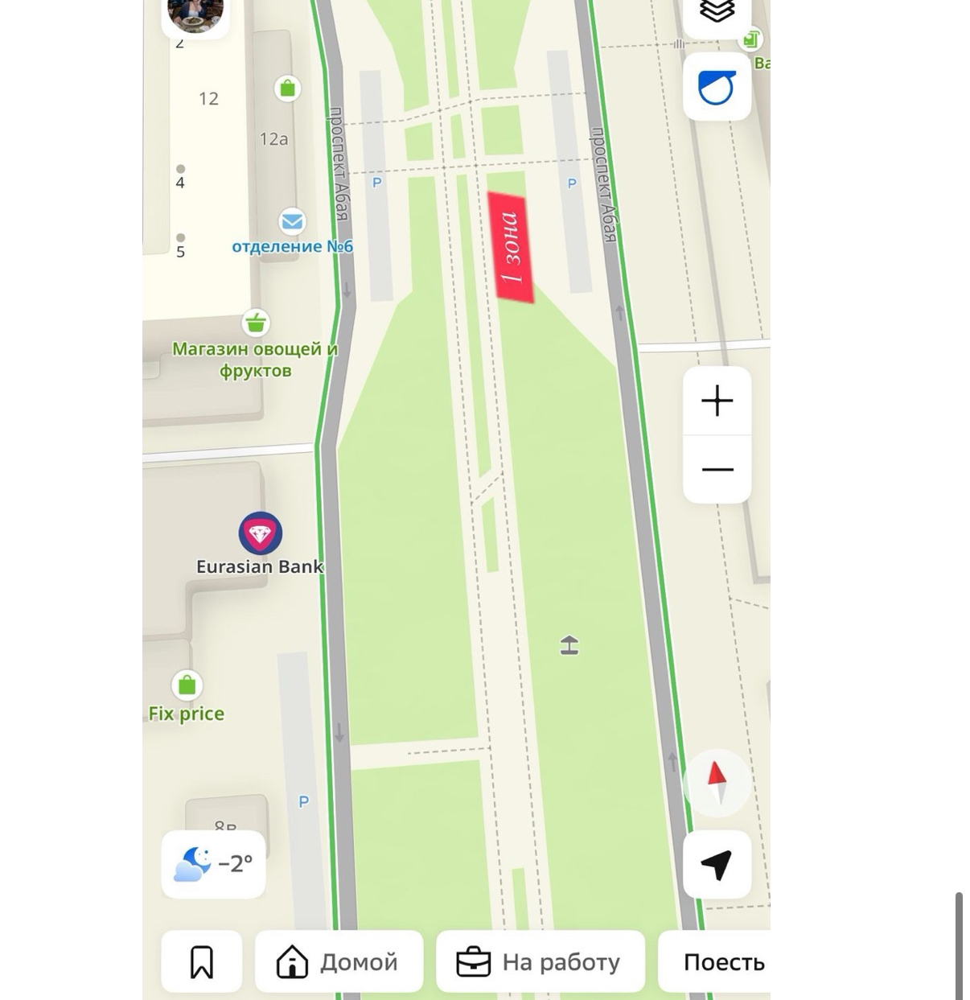 2
12
12а
4
5
проспект Абая
проспект Абая
P
P
1 зона
отделение №6
Магазин овощей и
фруктов
Eurasian Bank
Fix price
P
8в
−2°
Домой
На работу
Поесть